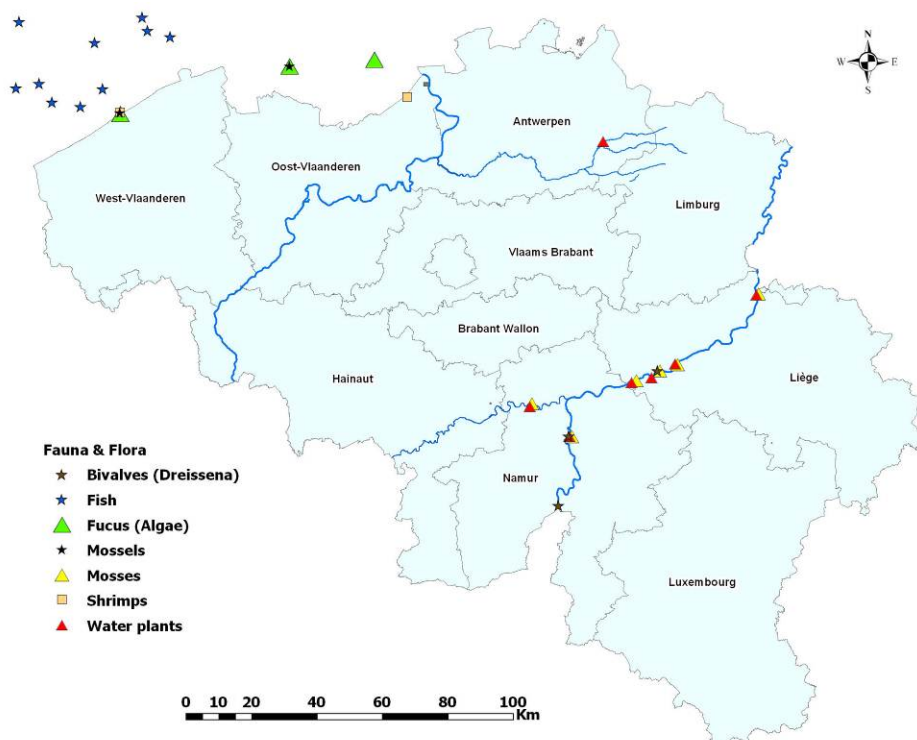 N
W E
S
Antwerpen
Oost-Vlaanderen
West-Vlaanderen
Limburg
Vlaams Brabant
Brabant Wallon
Hainaut
Liège
Namur
Luxembourg
Fauna & Flora
Bivalves (Dreissena)
Fish
Fucus (Algae)
Mossels
Mosses
Shrimps
Water plants
0 10 20 40 60 80 100
Km